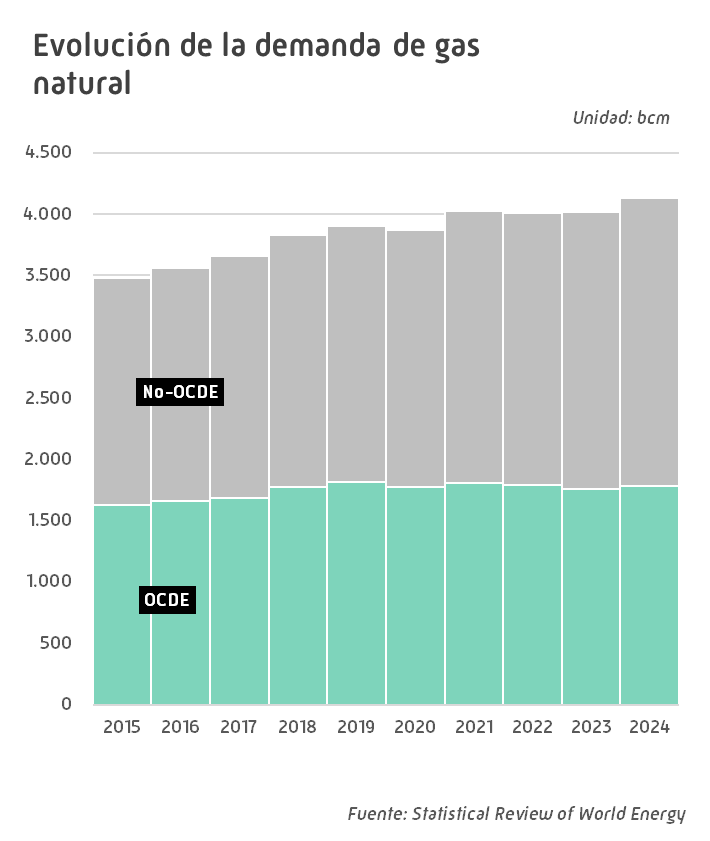 Evolución de la demanda de gas
natural
Unidad: bcm
4.500
4.000
3.500
3.000
2.500
2.000
1.500
1.000
500
0
No-OCDE
OCDE
2015 2016 2017 2018 2019 2020 2021 2022 2023 2024
Fuente: Statistical Review of World Energy